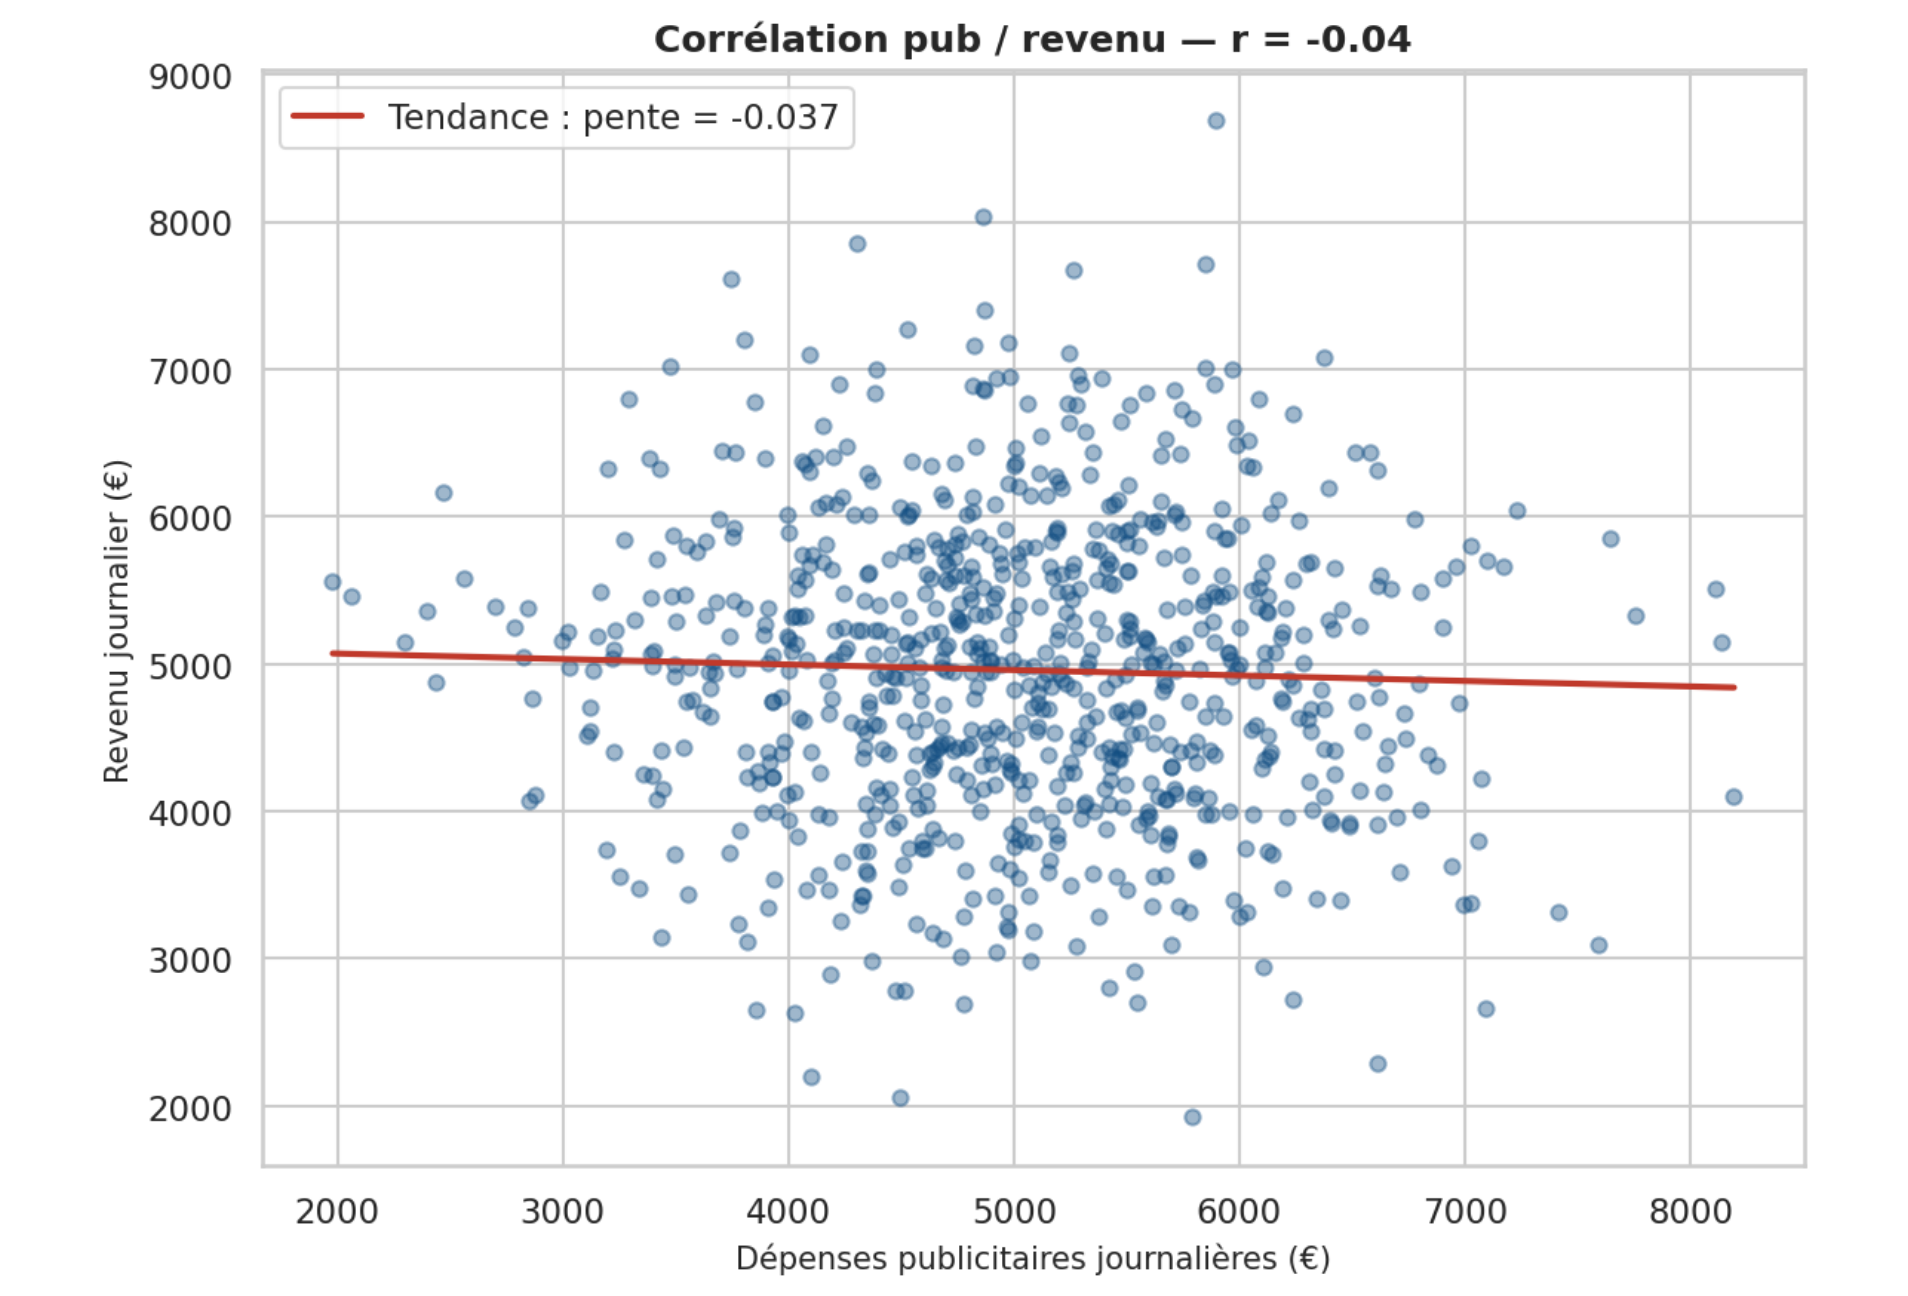 Corrélation pub / revenu — r = -0.04
Tendance : pente = -0.037
9000
8000
7000
6000
5000
4000
3000
2000
Revenu journalier (€)
2000 3000 4000 5000 6000 7000 8000
Dépenses publicitaires journalières (€)